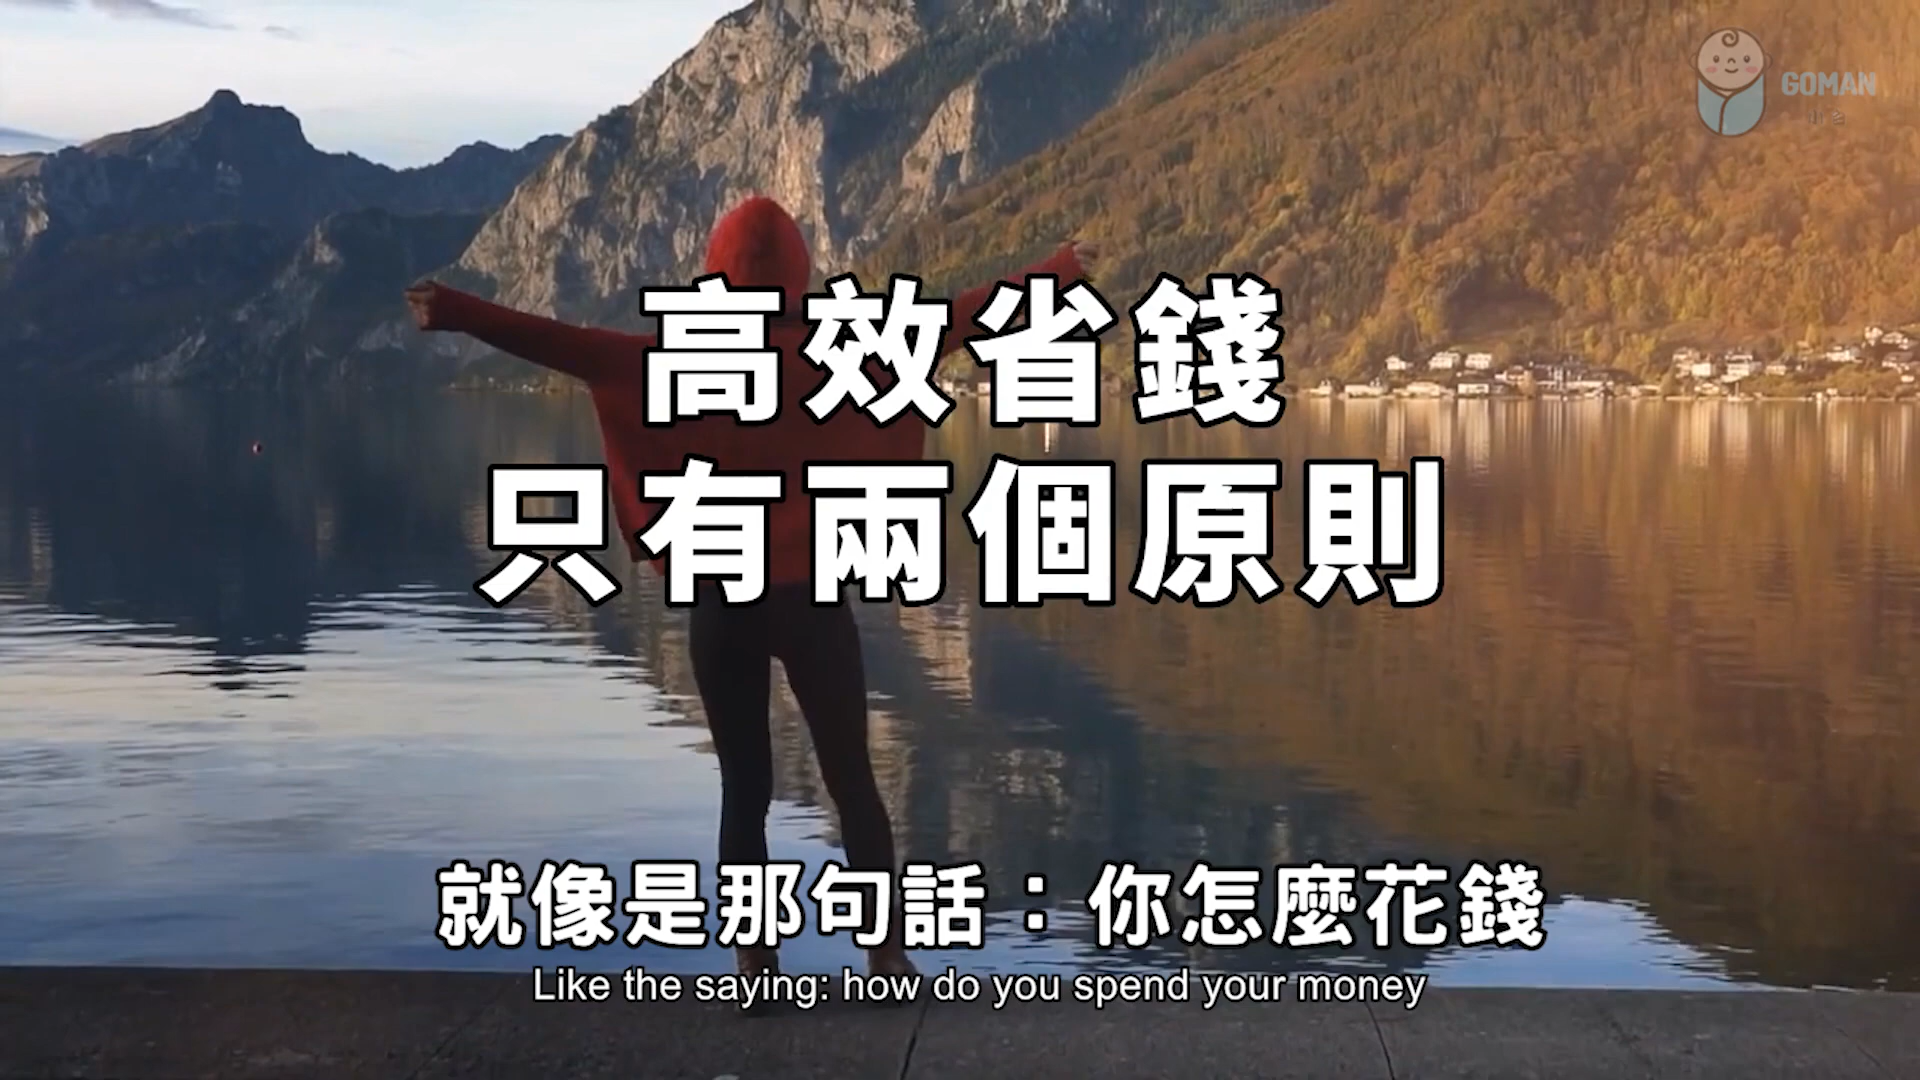 GOMAN
高效省錢
只有兩個原則
就像是那句話：你怎麼花錢
Like the saying: how do you spend your money